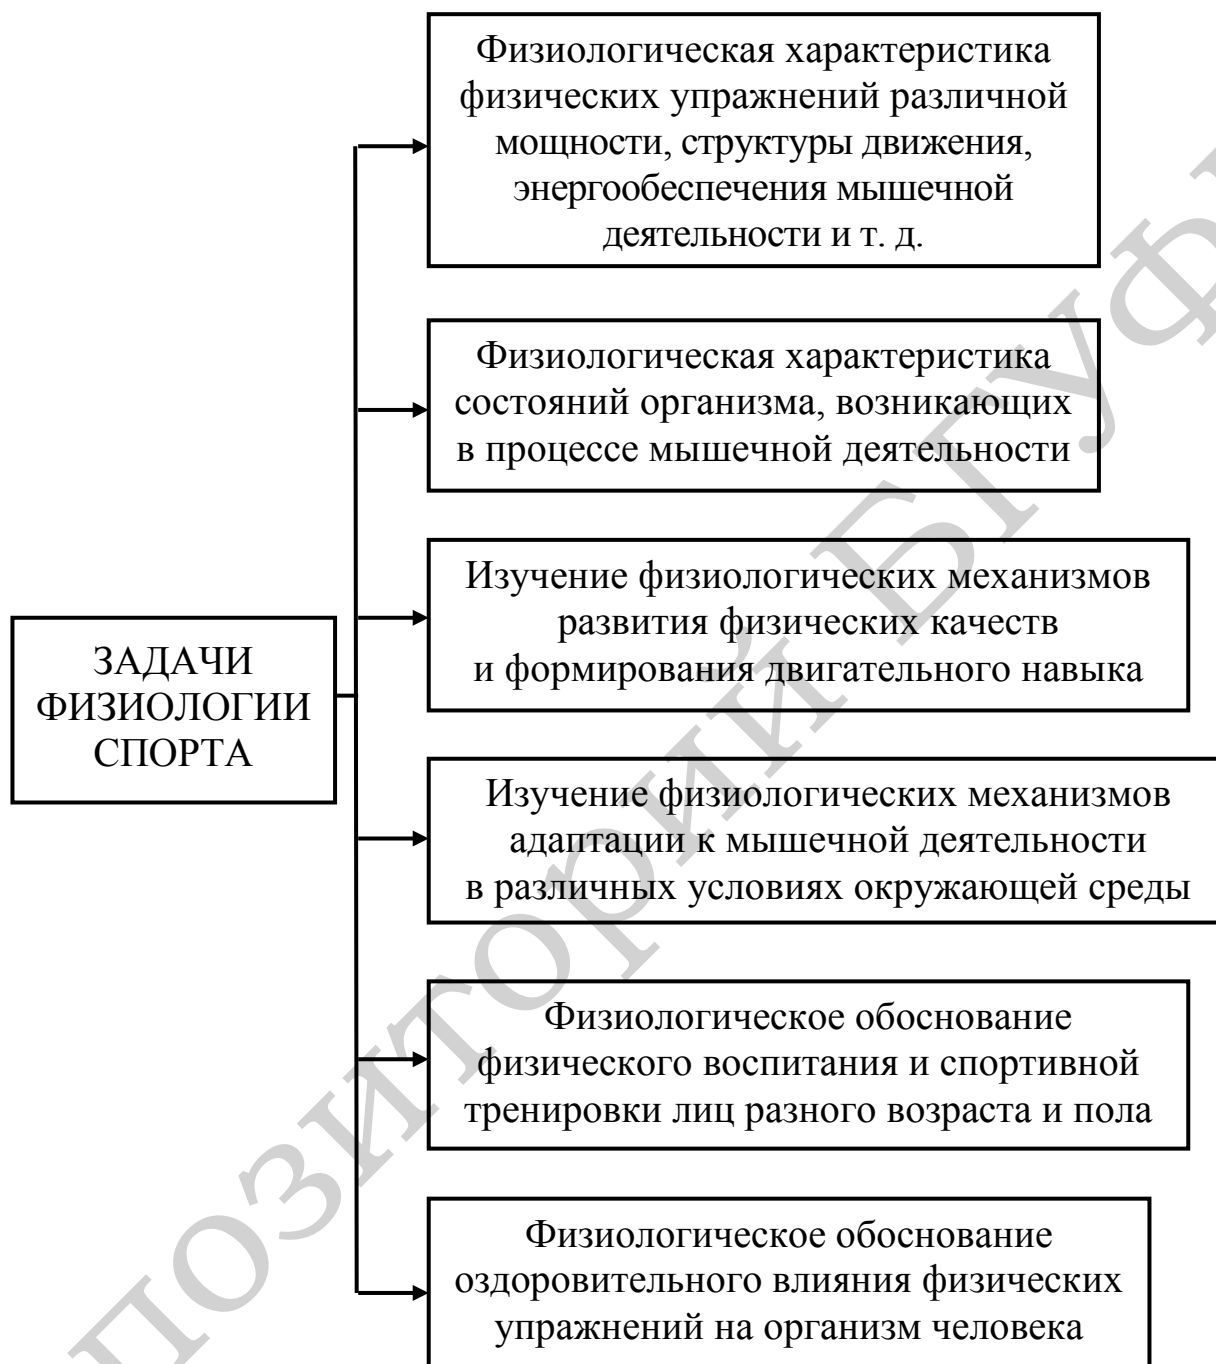 Физиологическая характеристика
физических упражнений различной
мощности, структуры движения,
энергообеспечения мышечной
деятельности и т. д.
Физиологическая характеристика
состояний организма, возникающих
в процессе мышечной деятельности
Изучение физиологических механизмов
развития физических качеств
и формирования двигательного навыка
ЗАДАЧИ
ФИЗИОЛОГИИ
СПОРТА
Изучение физиологических механизмов
адаптации к мышечной деятельности
в различных условиях окружающей среды
Физиологическое обоснование
физического воспитания и спортивной
тренировки лиц разного возраста и пола
Физиологическое обоснование
оздоровительного влияния физических
упражнений на организм человека